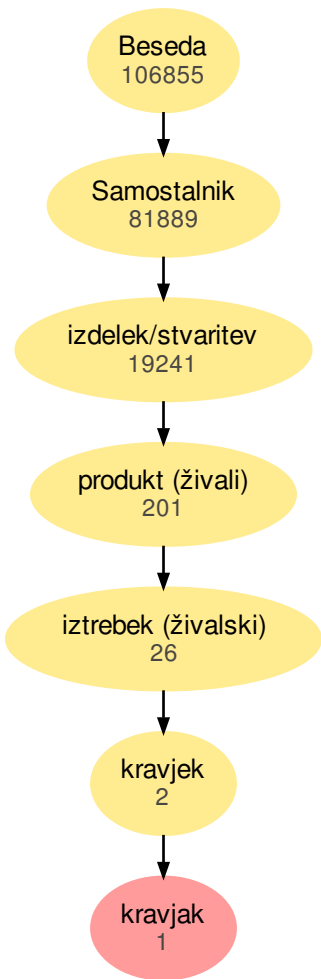 Beseda
106855
Samostalnik
81889
izdelek/stvaritev
19241
produkt (živali)
201
iztrebek (živalski)
26
kravjek
2
kravjak
1